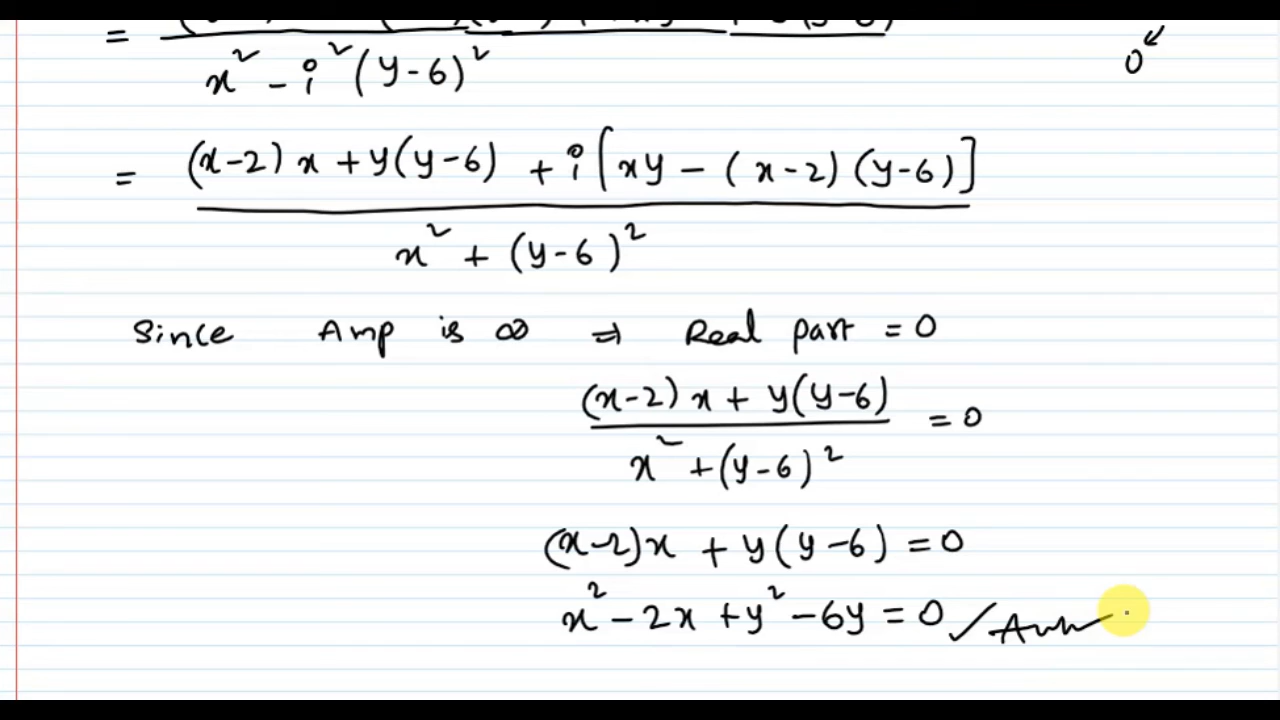 =
x² - i² (y-6)²
0
= (x-2) x + y(y-6) + i [xy - (x-2) (y-6)]
x² + (y-6)²
Since Amp is ∞ ⇒ Real part = 0
(x-2) x + y(y-6) = 0
x² + (y-6)²
(x-2)x + y(y-6) = 0
x² - 2x + y² - 6y = 0